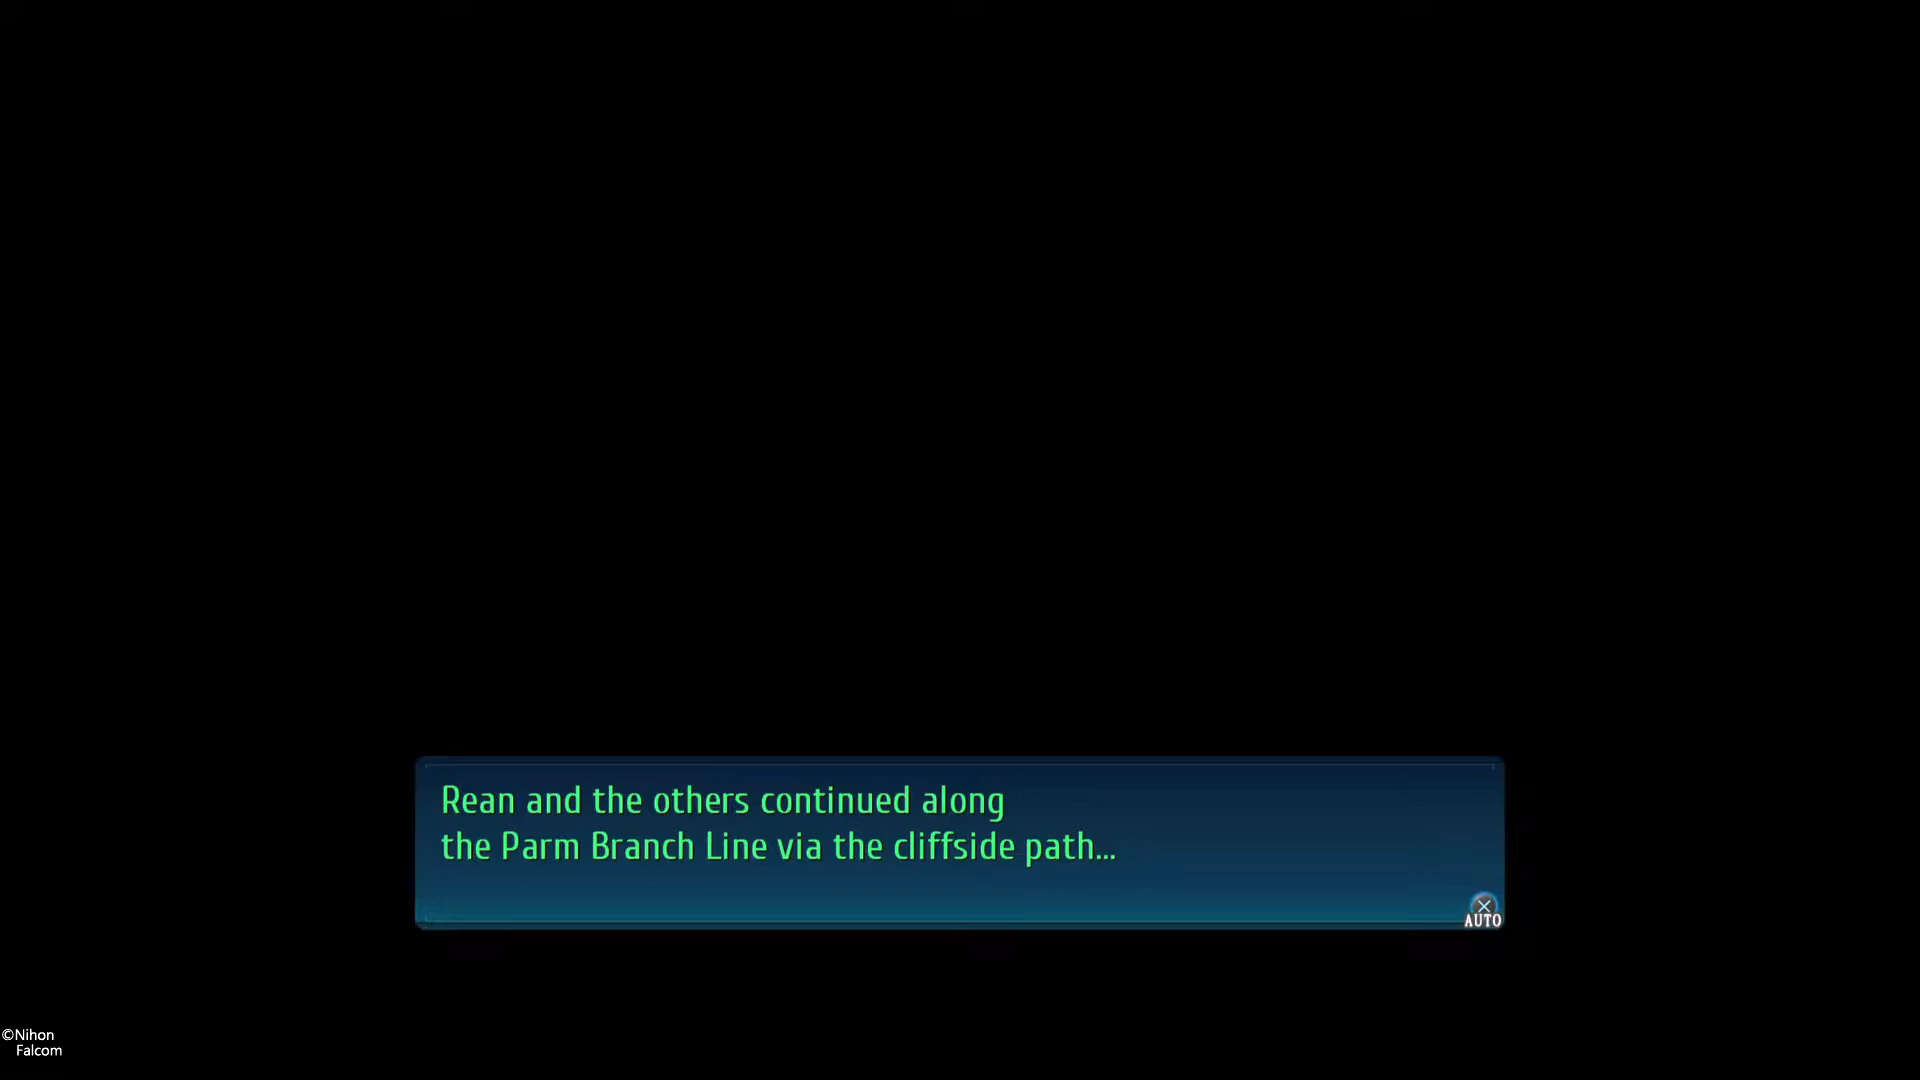 Rean and the others continued along
the Parm Branch Line via the cliffside path...
AUTO
©Nihon
Falcom